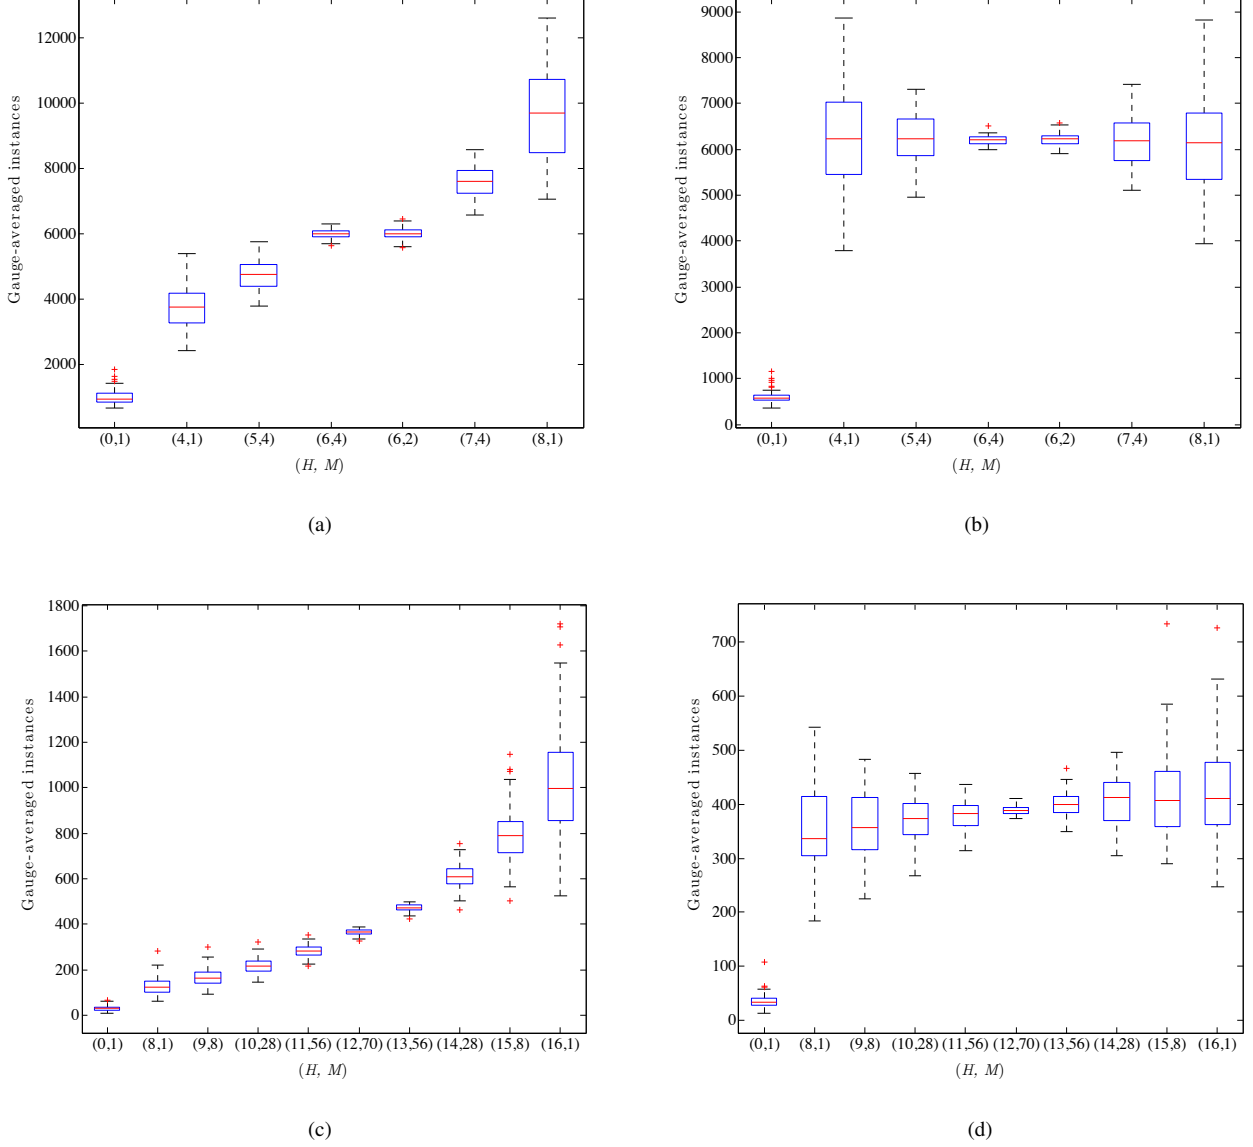 12000
10000
8000
6000
4000
2000
Gauge-averaged instances
(0,1) (4,1) (5,4) (6,4) (6,2) (7,4) (8,1)
(H, M)
(a)
9000
8000
7000
6000
5000
4000
3000
2000
1000
0
Gauge-averaged instances
(0,1) (4,1) (5,4) (6,4) (6,2) (7,4) (8,1)
(H, M)
(b)
1800
1600
1400
1200
1000
800
600
400
200
0
Gauge-averaged instances
(0,1) (8,1) (9,8) (10,28) (11,56) (12,70) (13,56) (14,28) (15,8) (16,1)
(H, M)
(c)
700
600
500
400
300
200
100
0
Gauge-averaged instances
(0,1) (8,1) (9,8) (10,28) (11,56) (12,70) (13,56) (14,28) (15,8) (16,1)
(H, M)
(d)